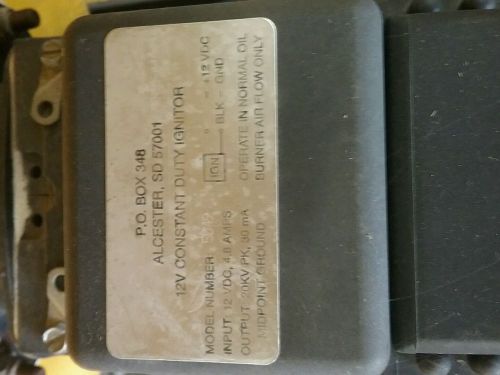 P.O. BOX 348
ALCESTER, SD 57001
12V CONSTANT DUTY IGNITOR
MODEL NUMBER
INPUT: 12 VDC, 4.8 AMPS
OUTPUT: 20KV PK, 30 mA
MIDPOINT GROUND
" = +12 VDC
IGN
BLK = GND
OPERATE IN NORMAL OIL
BURNER AIR FLOW ONLY